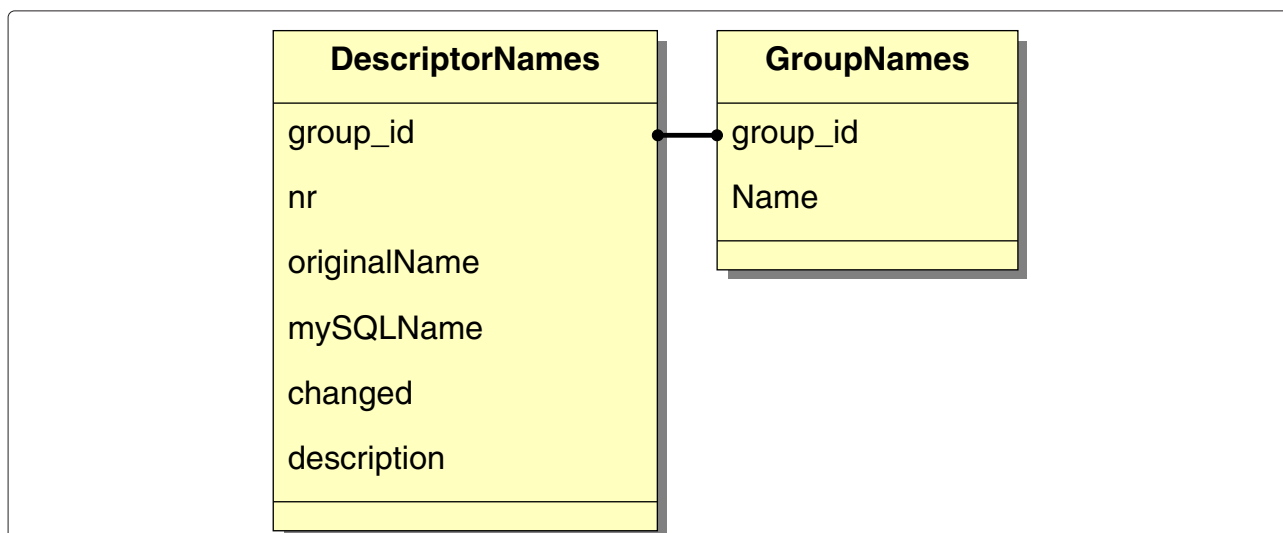 DescriptorNames
group_id
nr
originalName
mySQLName
changed
description
GroupNames
group_id
Name